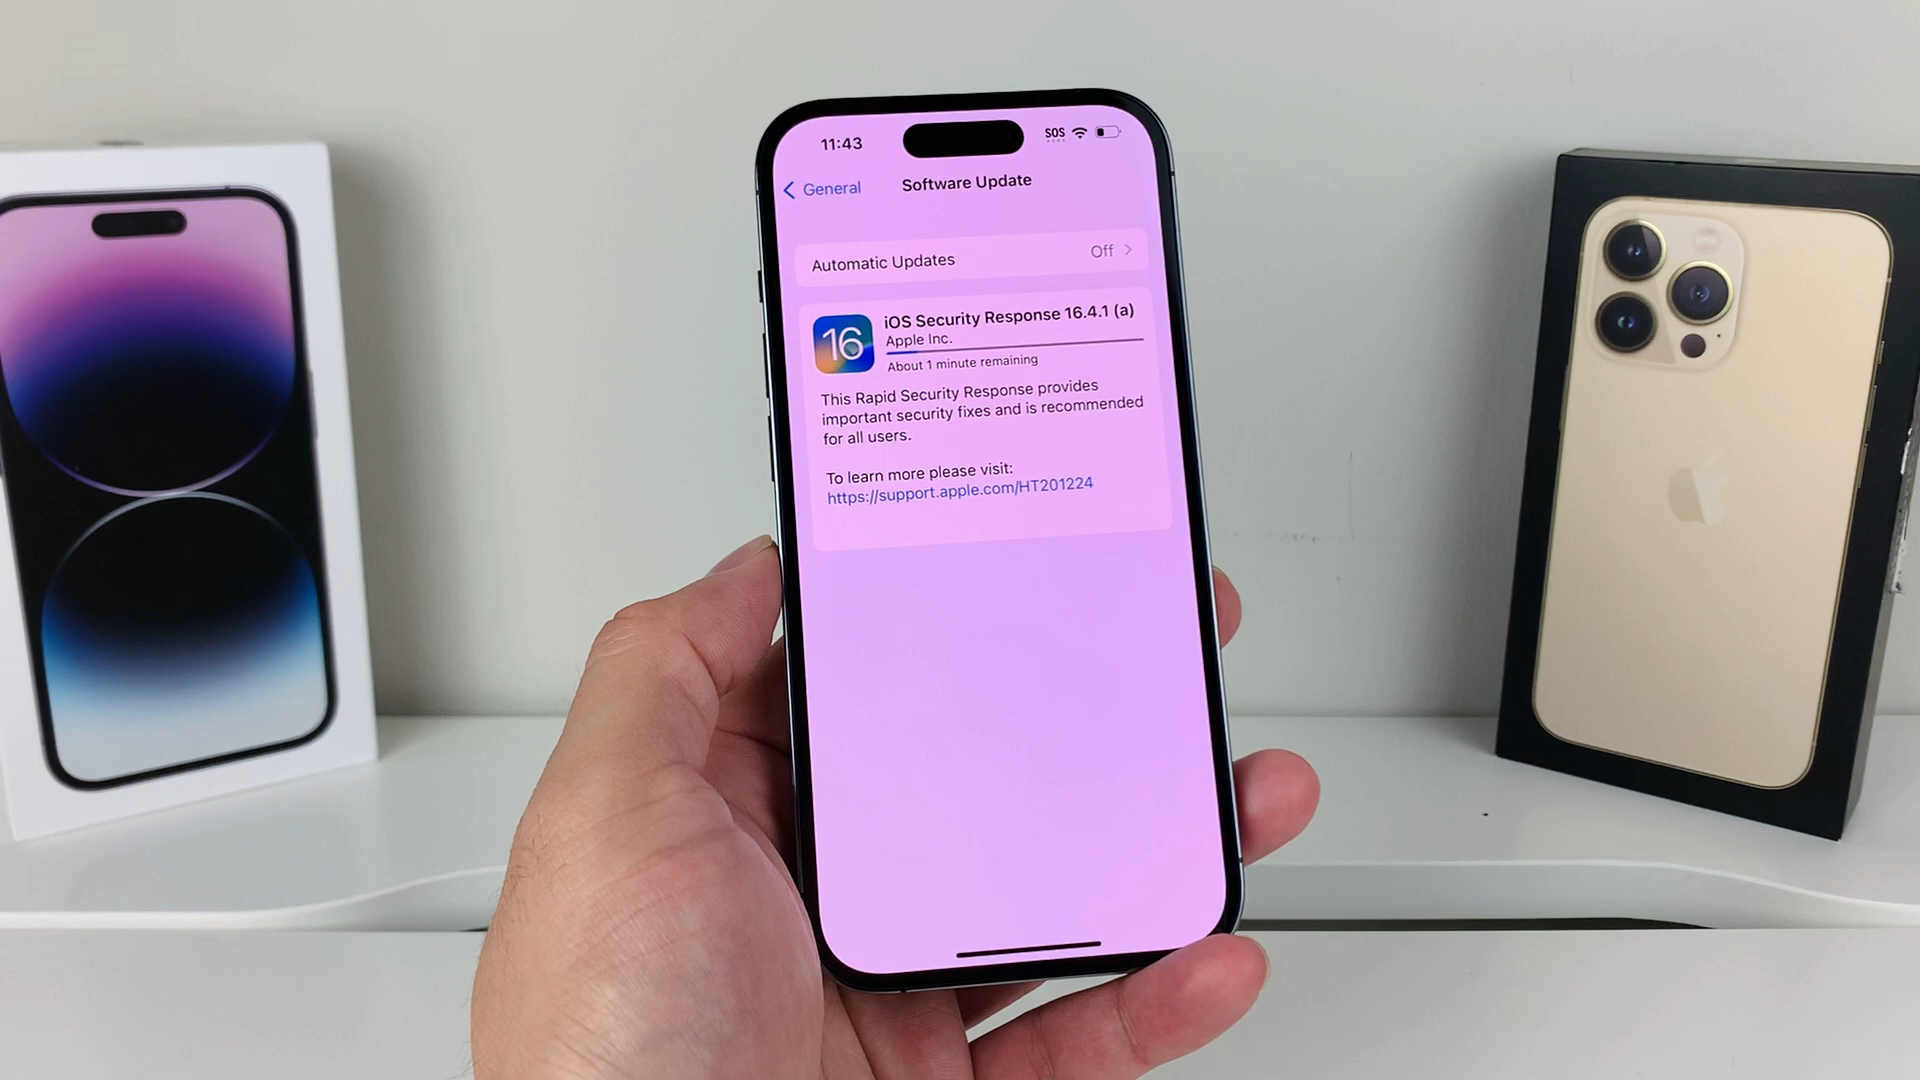 11:43
SOS
General
Software Update
Automatic Updates
Off
16
iOS Security Response 16.4.1 (a)
Apple Inc.
About 1 minute remaining
This Rapid Security Response provides
important security fixes and is recommended
for all users.
To learn more please visit:
https://support.apple.com/HT201224